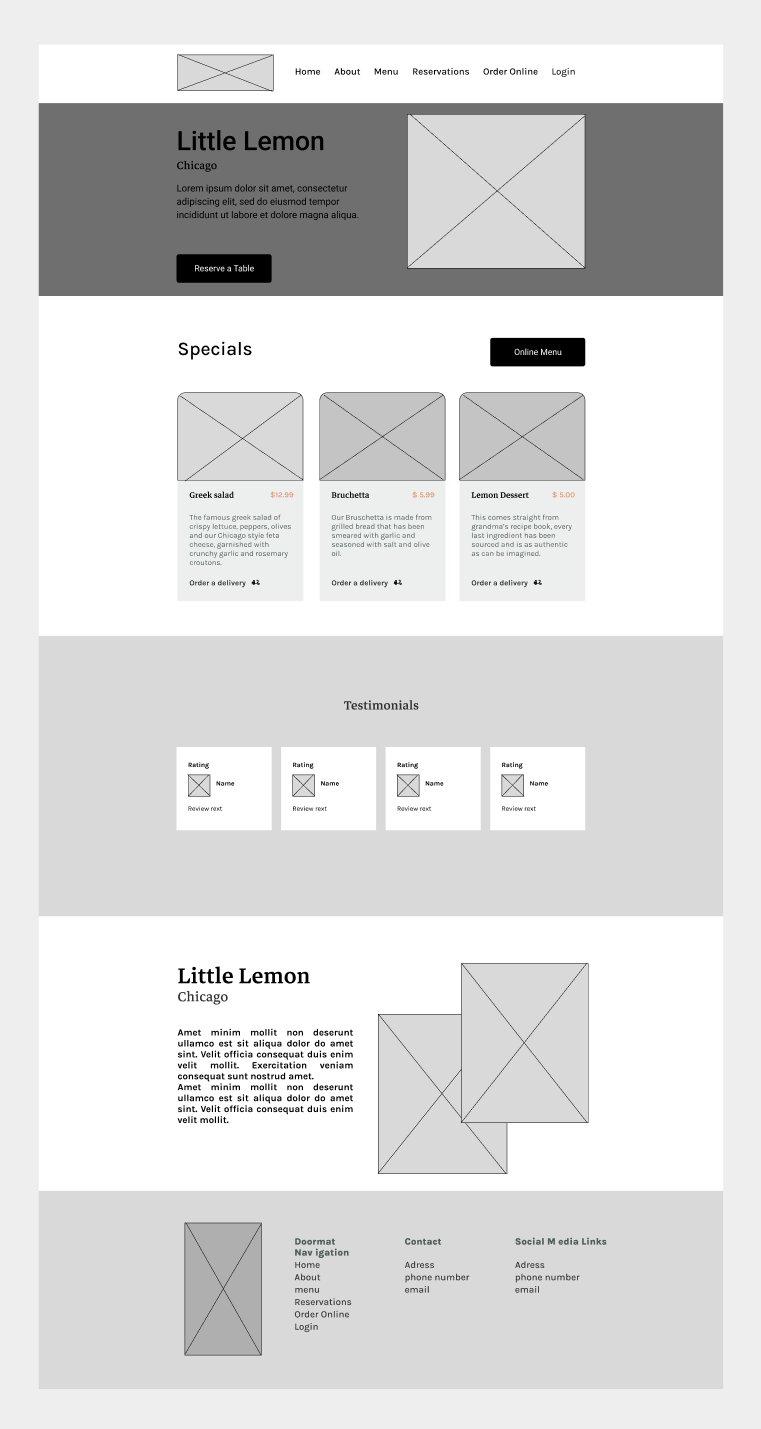 Home About Menu Reservations Order Online Login
Little Lemon
Chicago
Lorem ipsum dolor sit amet, consectetur
adipiscing elit, sed do eiusmod tempor
incididunt ut labore et dolore magna aliqua.
Reserve a Table
Specials
Online Menu
Greek salad $12.99
The famous greek salad of
crispy lettuce, peppers, olives
and our Chicago style feta
cheese, garnished with
crunchy garlic and rosemary
croutons.
Order a delivery
Bruchetta $ 5.99
Our Bruschetta is made from
grilled bread that has been
smeared with garlic and
seasoned with salt and olive
oil.
Order a delivery
Lemon Dessert $ 5.00
This comes straight from
grandma's recipe book, every
last ingredient has been
sourced and is as authentic
as can be imagined.
Order a delivery
Testimonials
Rating
Name
Review rext
Rating
Name
Review rext
Rating
Name
Review rext
Rating
Name
Review rext
Little Lemon
Chicago
Amet minim mollit non deserunt
ullamco est sit aliqua dolor do amet
sint. Velit officia consequat duis enim
velit mollit. Exercitation veniam
consequat sunt nostrud amet.
Amet minim mollit non deserunt
ullamco est sit aliqua dolor do amet
sint. Velit officia consequat duis enim
velit mollit.
Doormat
Nav igation
Home
About
menu
Reservations
Order Online
Login
Contact
Adress
phone number
email
Social M edia Links
Adress
phone number
email